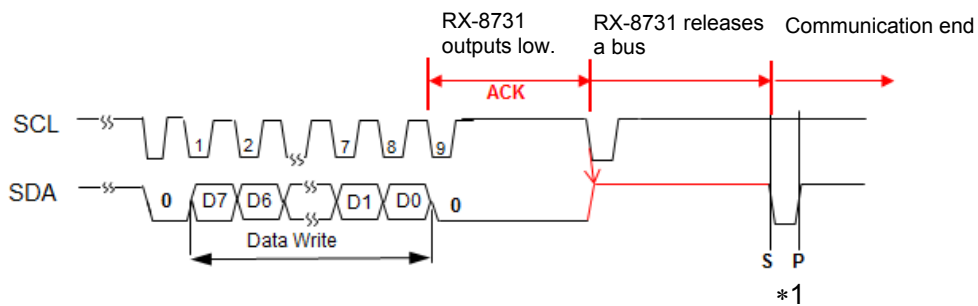 RX-8731
outputs low.
RX-8731 releases
a bus
Communication end
ACK
SCL
1 2 7 8 9
SDA
0 D7 D6 D1 D0 0
Data Write
S P
*1